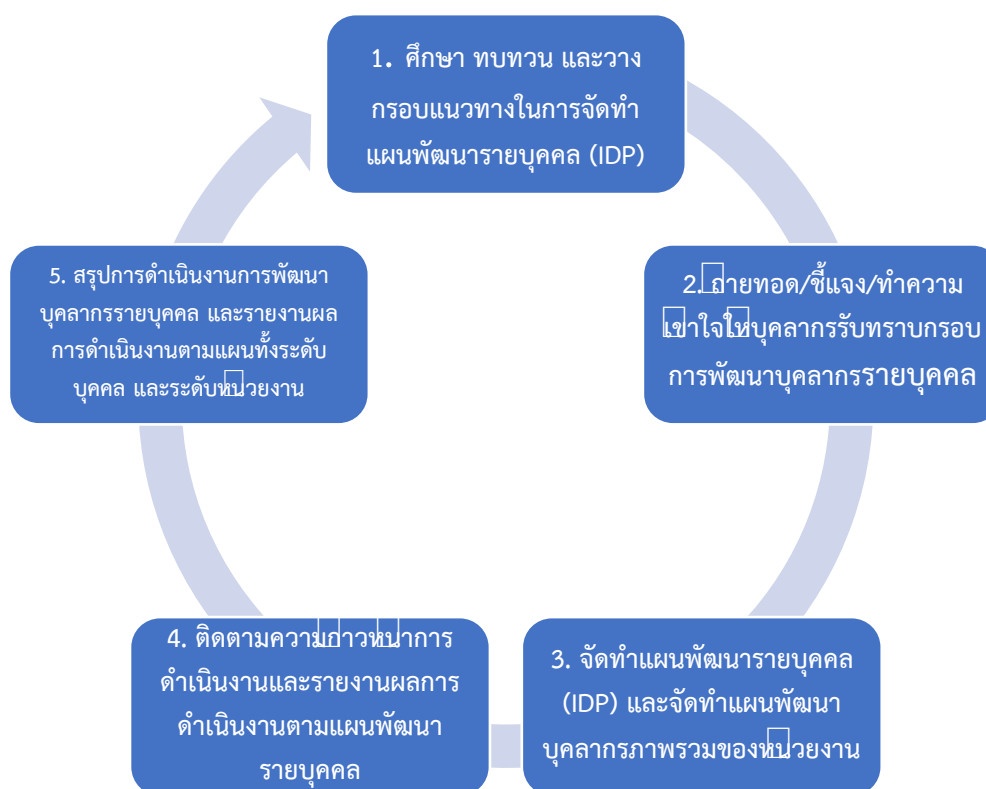 1. ศึกษา ทบทวน และวาง
กรอบแนวทางในการจัดทำ
แผนพัฒนารายบุคคล (IDP)
2. ถ่ายทอด/ชี้แจง/ทำความ
เข้าใจให้บุคลากรรับทราบกรอบ
การพัฒนาบุคลากรรายบุคคล
3. จัดทำแผนพัฒนารายบุคคล
(IDP) และจัดทำแผนพัฒนา
บุคลากรภาพรวมของหน่วยงาน
4. ติดตามความก้าวหน้าการ
ดำเนินงานและรายงานผลการ
ดำเนินงานตามแผนพัฒนา
รายบุคคล
5. สรุปการดำเนินงานการพัฒนา
บุคลากรรายบุคคล และรายงานผล
การดำเนินงานตามแผนทั้งระดับ
บุคคล และระดับหน่วยงาน